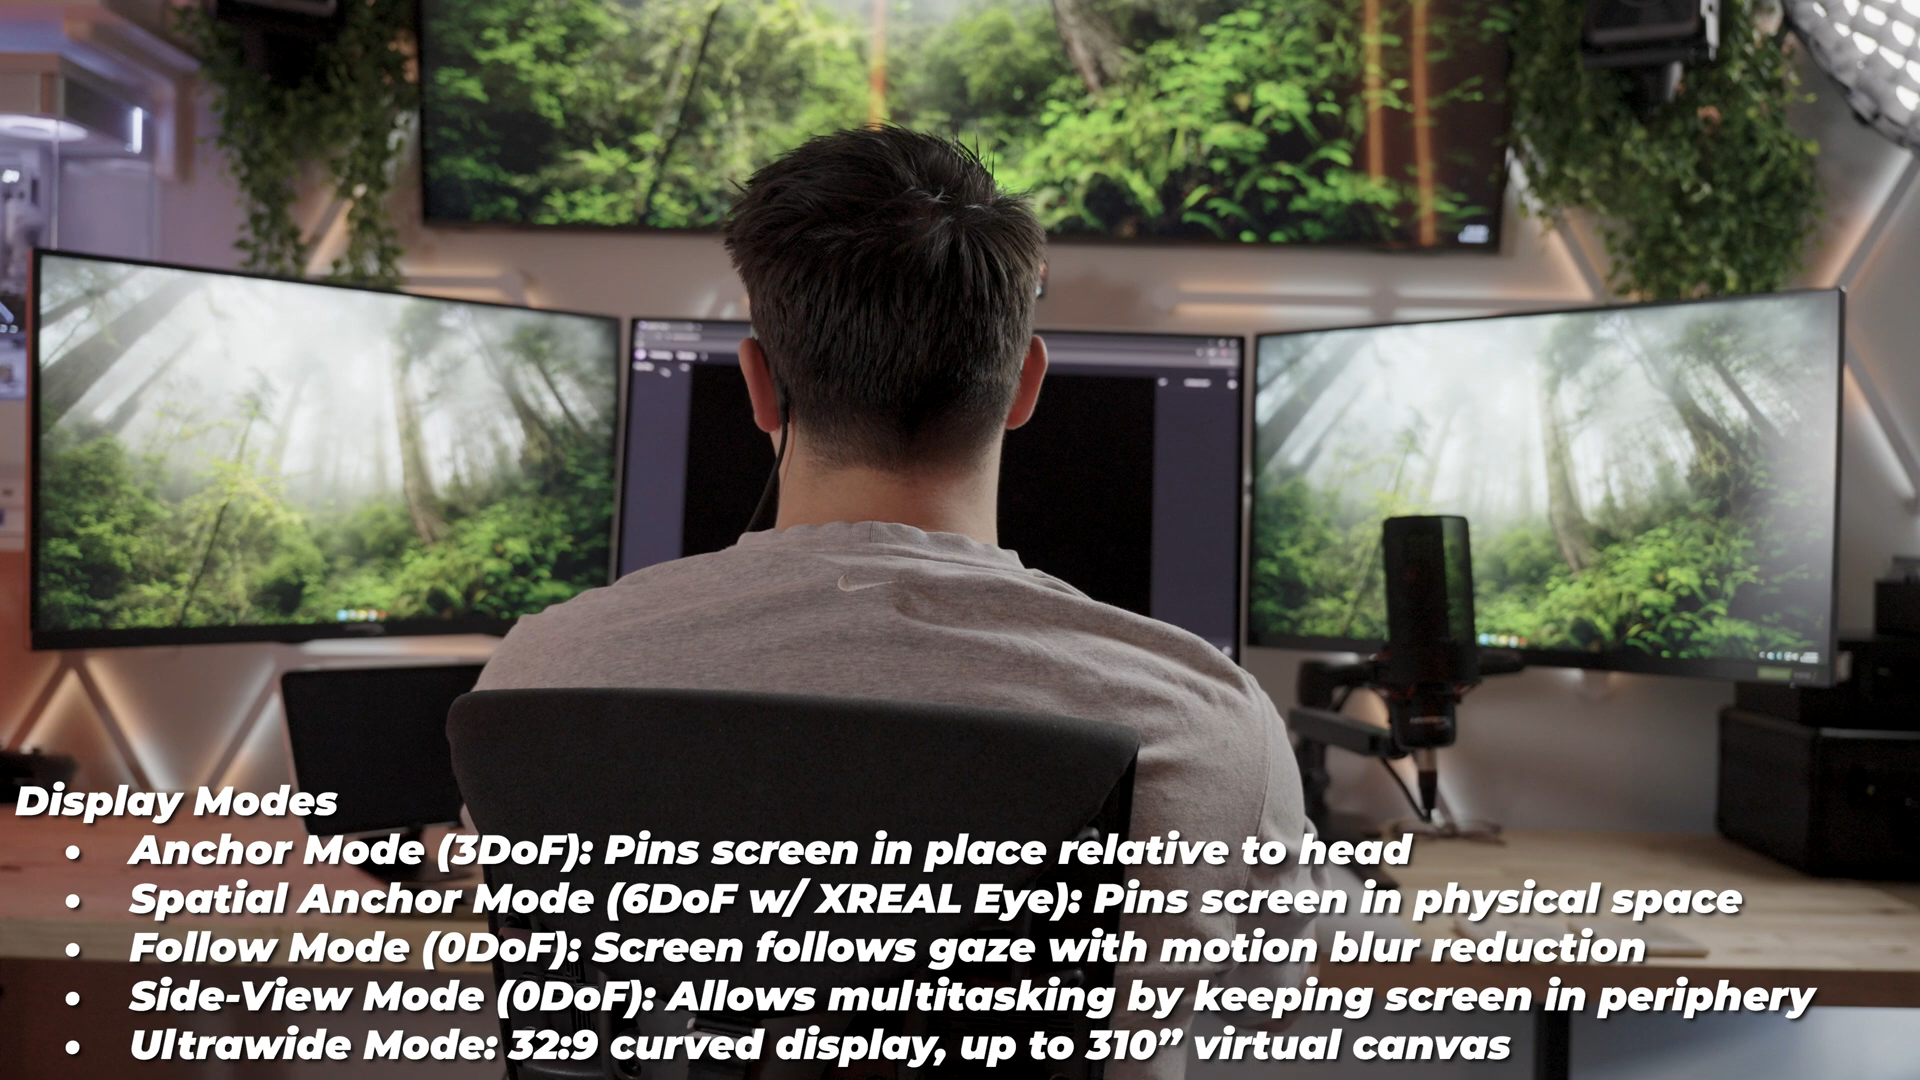 Display Modes
• Anchor Mode (3DoF): Pins screen in place relative to head
• Spatial Anchor Mode (6DoF w/ XREAL Eye): Pins screen in physical space
• Follow Mode (0DoF): Screen follows gaze with motion blur reduction
• Side-View Mode (0DoF): Allows multitasking by keeping screen in periphery
• Ultrawide Mode: 32:9 curved display, up to 310” virtual canvas